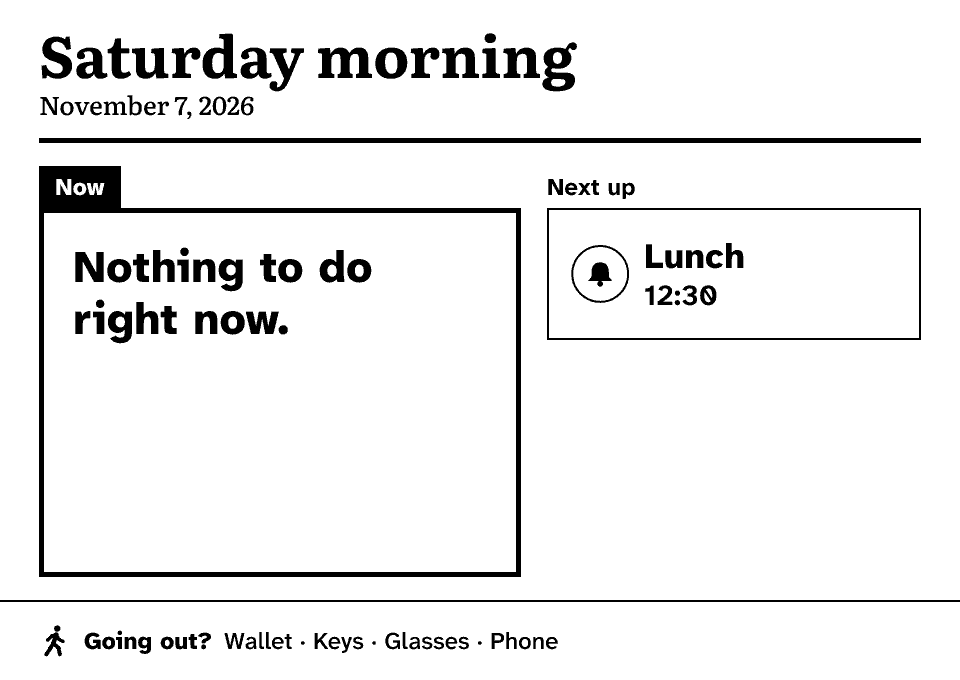 Saturday morning
November 7, 2026
Now
Nothing to do
right now.
Next up
Lunch
12:30
Going out? Wallet · Keys · Glasses · Phone